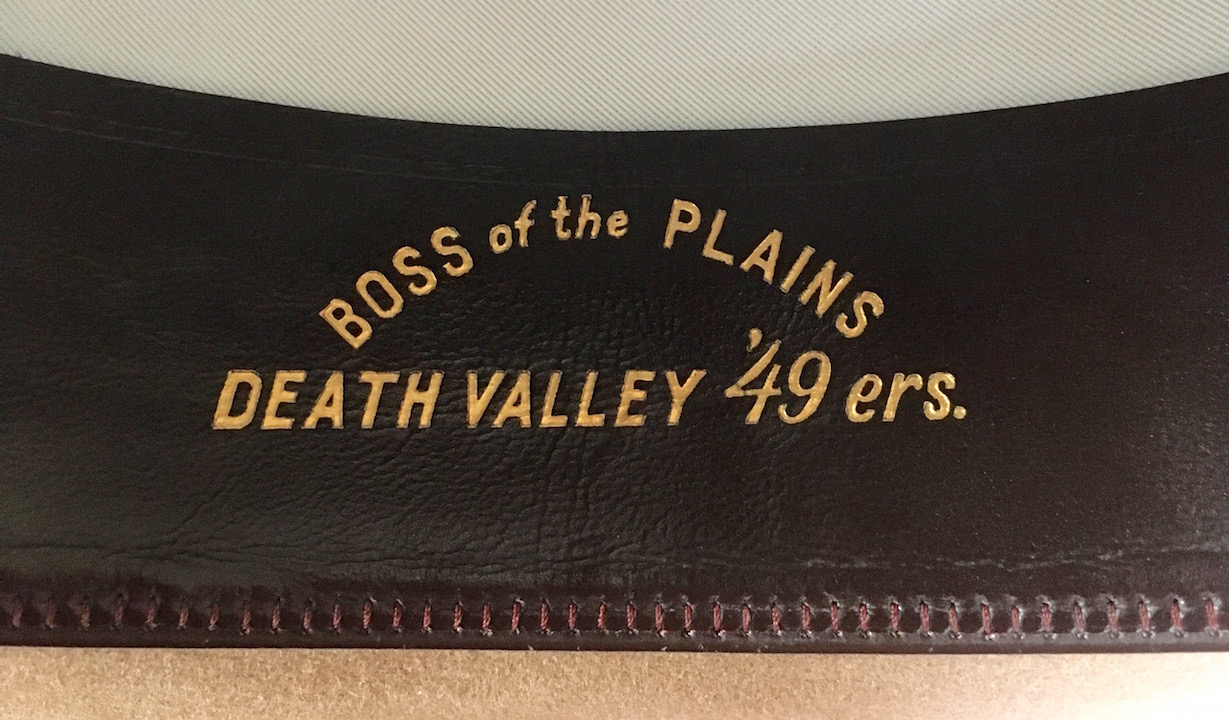 BOSS of the PLAINS
DEATH VALLEY '49 ers.